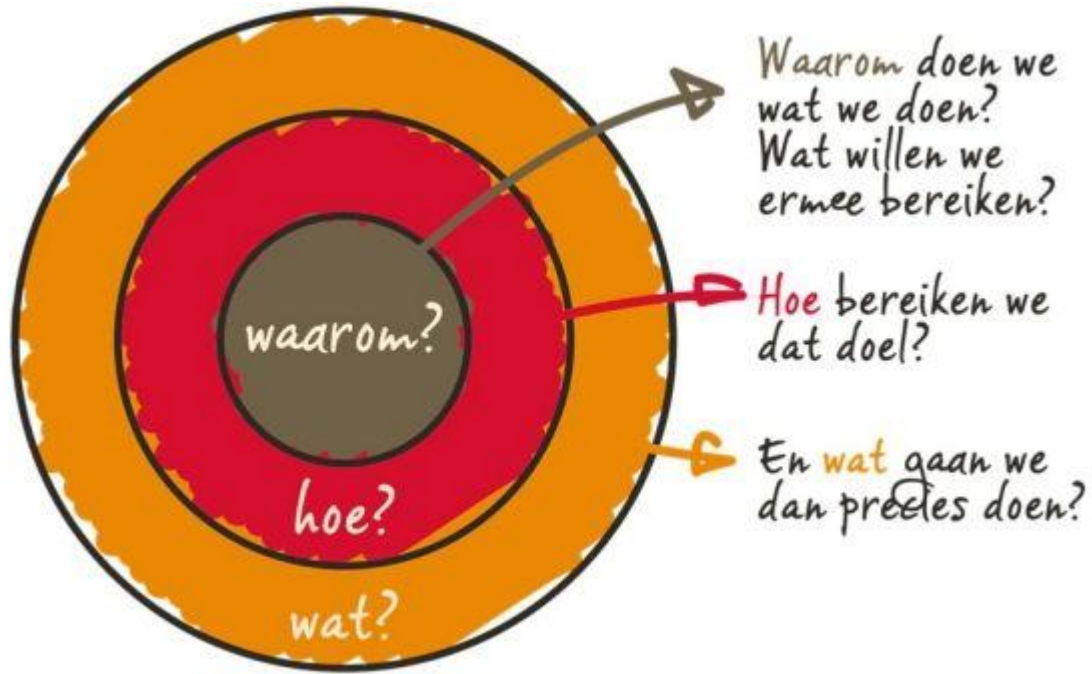 waarom?
hoe?
wat?
Waarom doen we
wat we doen?
Wat willen we
ermee bereiken?
Hoe bereiken we
dat doel?
En wat gaan we
dan precies doen?